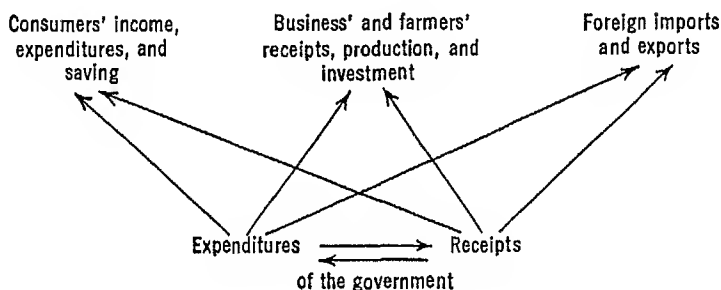 Consumers' income,
expenditures, and
saving
Business' and farmers'
receipts, production, and
investment
Foreign imports
and exports
Expenditures
Receipts
of the government